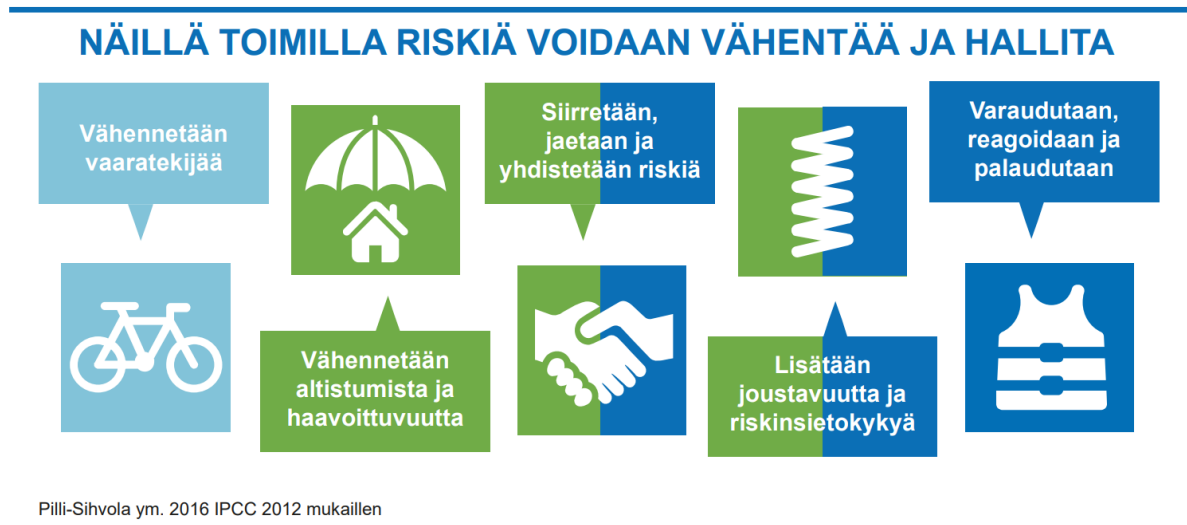 NÄILLÄ TOIMILLA RISKIÄ VOIDAAN VÄHENTÄÄ JA HALLITA
Vähennetään
vaaratekijää
Vähennetään
altistumista ja
haavoittuvuutta
Siirretään,
jaetaan ja
yhdistetään riskiä
Lisätään
joustavuutta ja
riskinsietokykyä
Varaudutaan,
reagoidaan ja
palaudutaan
Pilli-Sihvola ym. 2016 IPCC 2012 mukaillen